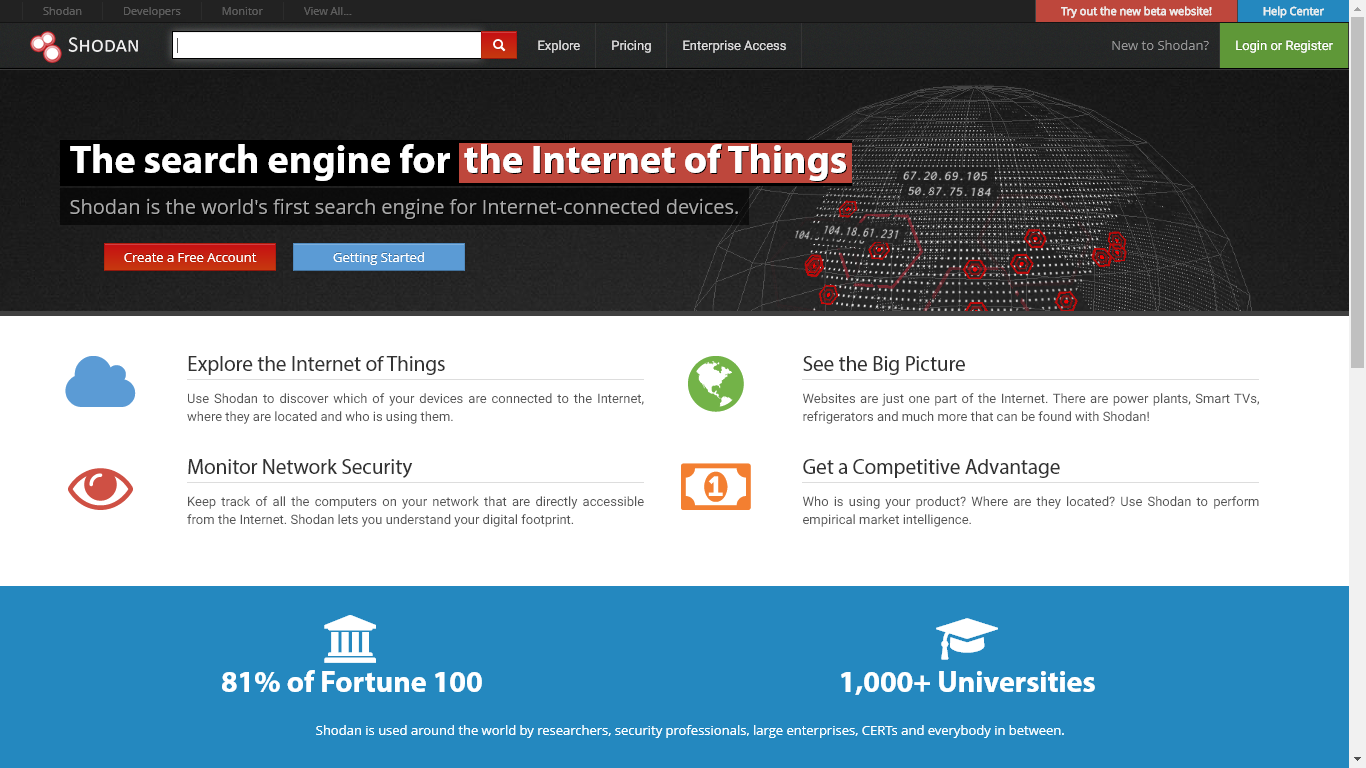 Shodan Developers Monitor View All... Try out the new beta website! Help Center
SHODAN Explore Pricing Enterprise Access New to Shodan? Login or Register
The search engine for the Internet of Things
Shodan is the world's first search engine for Internet-connected devices.
Create a Free Account Getting Started
67.20.69.105
50.87.75.184
104.18.61.231
104.
Explore the Internet of Things
Use Shodan to discover which of your devices are connected to the Internet,
where they are located and who is using them.
See the Big Picture
Websites are just one part of the Internet. There are power plants, Smart TVs,
refrigerators and much more that can be found with Shodan!
Monitor Network Security
Keep track of all the computers on your network that are directly accessible
from the Internet. Shodan lets you understand your digital footprint.
1
Get a Competitive Advantage
Who is using your product? Where are they located? Use Shodan to perform
empirical market intelligence.
81% of Fortune 100
1,000+ Universities
Shodan is used around the world by researchers, security professionals, large enterprises, CERTs and everybody in between.